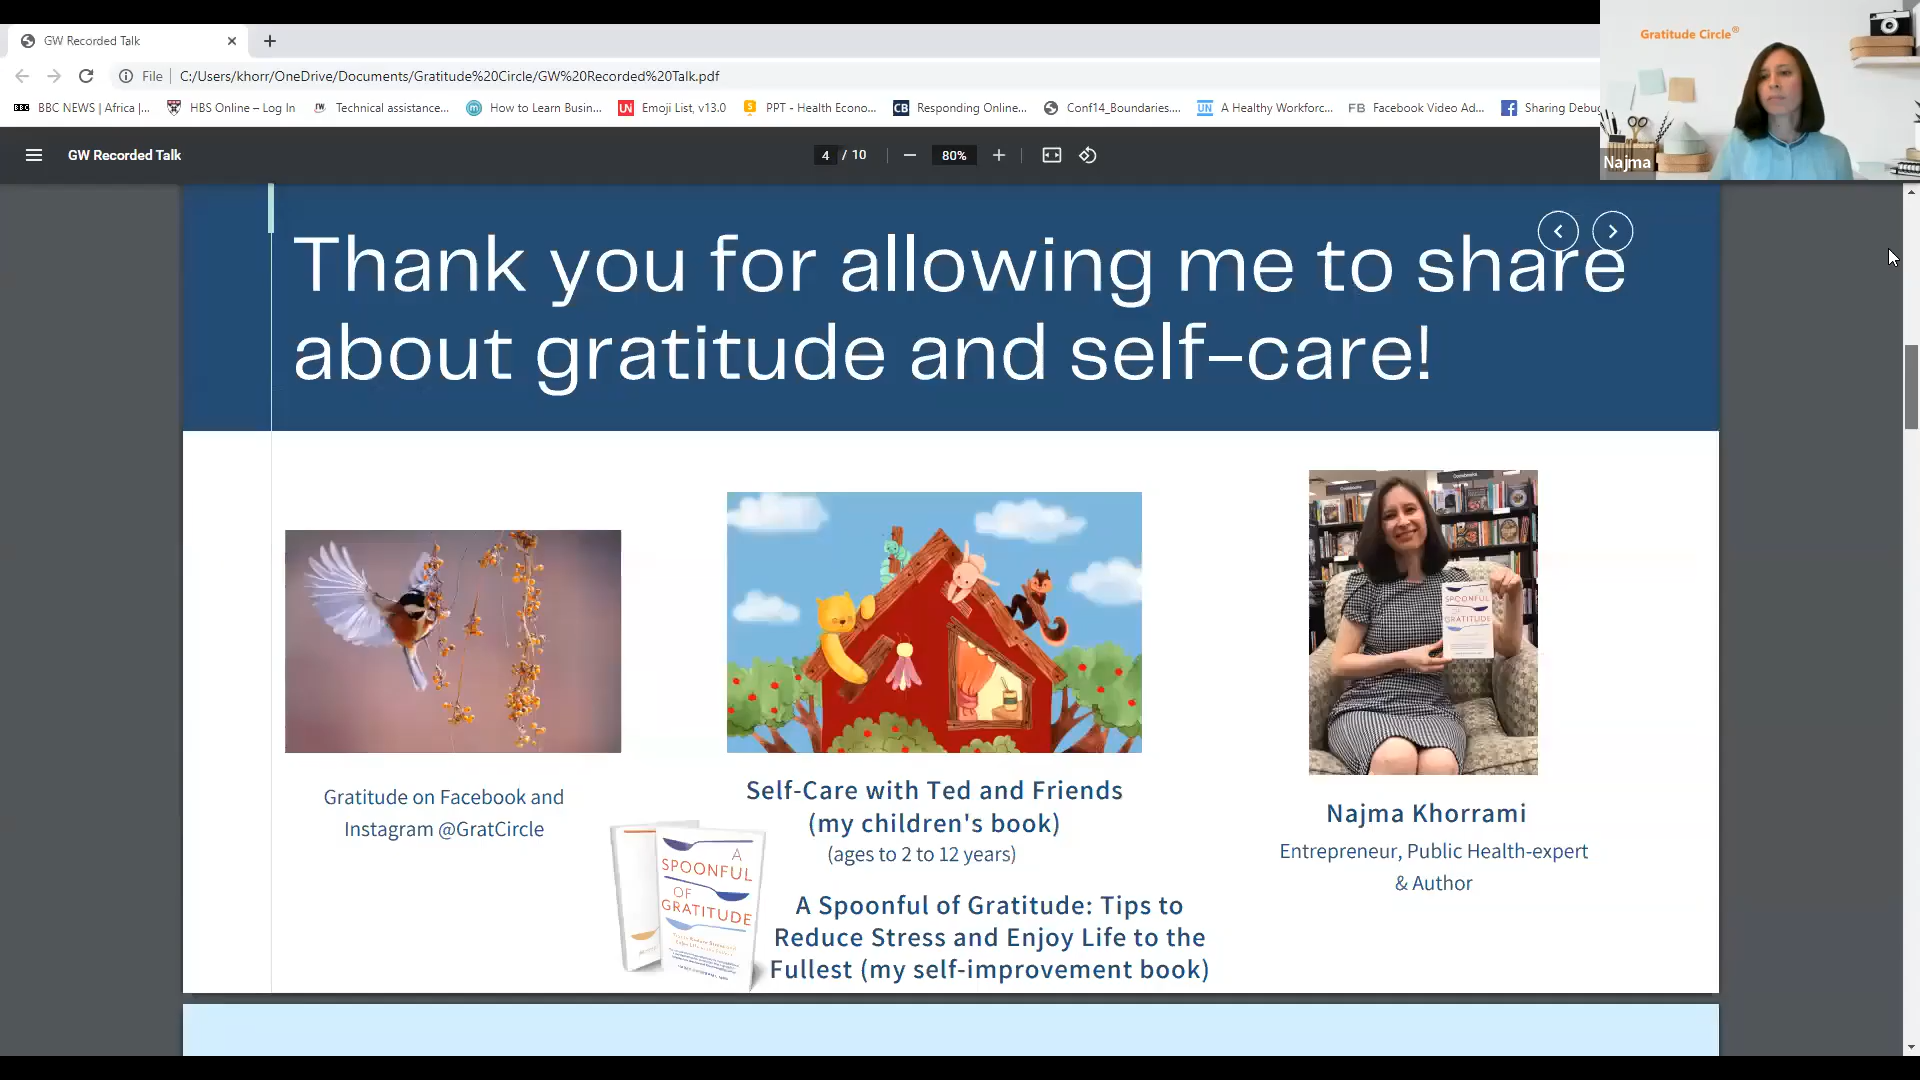 GW Recorded Talk
File
C:/Users/khorr/OneDrive/Documents/Gratitude%20Circle/GW%20Recorded%20Talk.pdf
BBC NEWS | Africa |...
HBS Online – Log In
Technical assistance...
How to Learn Busin...
Emoji List, v13.0
PPT - Health Econo...
Responding Online...
Conf14_Boundaries....
A Healthy Workforc...
Facebook Video Ad...
Sharing Debu
Gratitude Circle®
Najma
GW Recorded Talk
4 / 10
80%
Thank you for allowing me to share
about gratitude and self-care!
Gratitude on Facebook and
Instagram @GratCircle
Self-Care with Ted and Friends
(my children's book)
(ages to 2 to 12 years)
A
SPOONFUL
OF
GRATITUDE
A Spoonful of Gratitude: Tips to
Reduce Stress and Enjoy Life to the
Fullest (my self-improvement book)
SPOONFUL
OF
GRATITUDE
Najma Khorrami
Entrepreneur, Public Health-expert
& Author